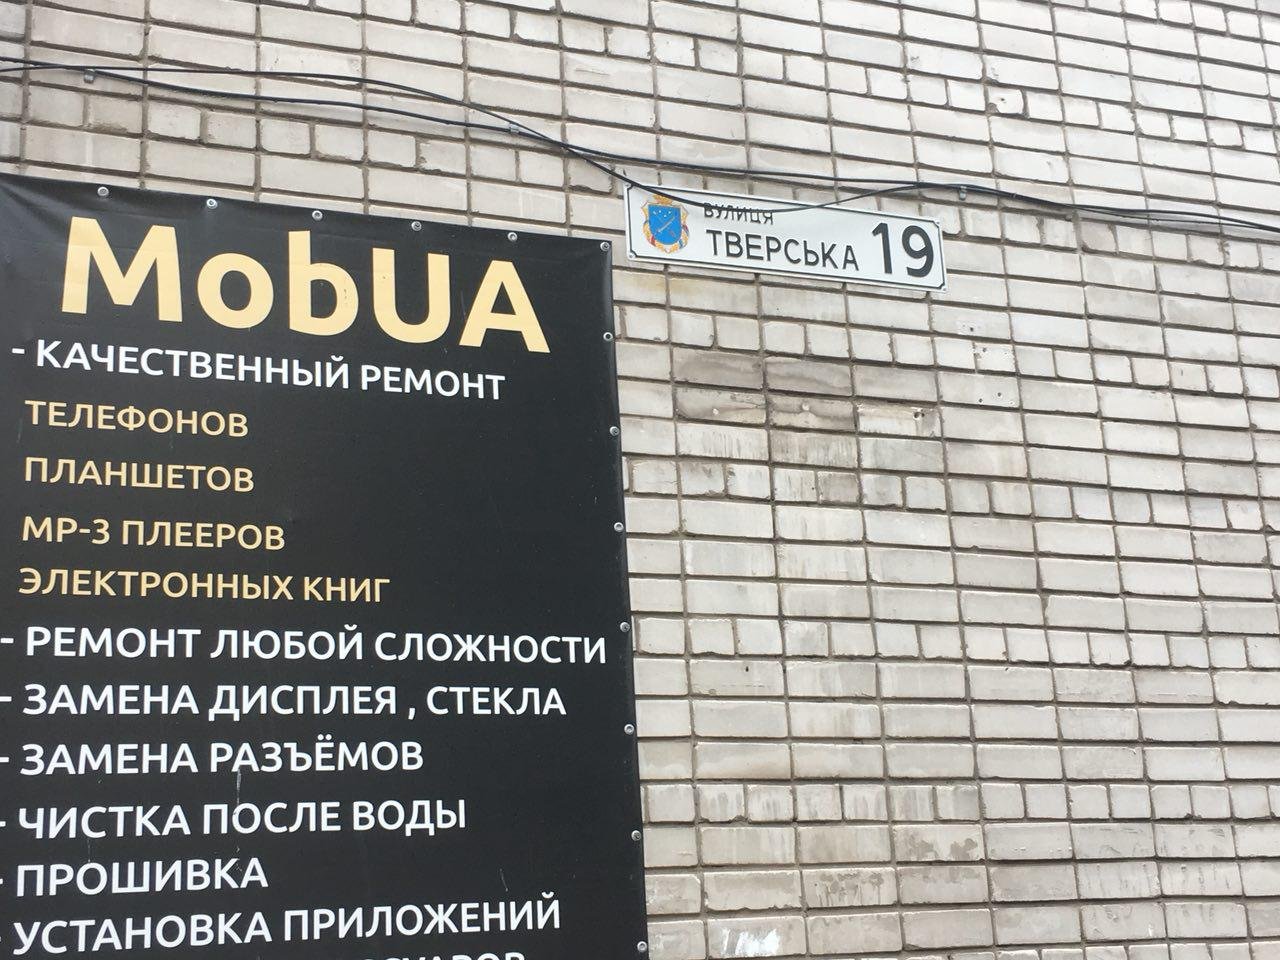 MobUA
- КАЧЕСТВЕННЫЙ РЕМОНТ
ТЕЛЕФОНОВ
ПЛАНШЕТОВ
МР-3 ПЛЕЕРОВ
ЭЛЕКТРОННЫХ КНИГ
- РЕМОНТ ЛЮБОЙ СЛОЖНОСТИ
- ЗАМЕНА ДИСПЛЕЯ , СТЕКЛА
- ЗАМЕНА РАЗЪЁМОВ
- ЧИСТКА ПОСЛЕ ВОДЫ
- ПРОШИВКА
- УСТАНОВКА ПРИЛОЖЕНИЙ
ВУЛИЦЯ
ТВЕРСЬКА 19